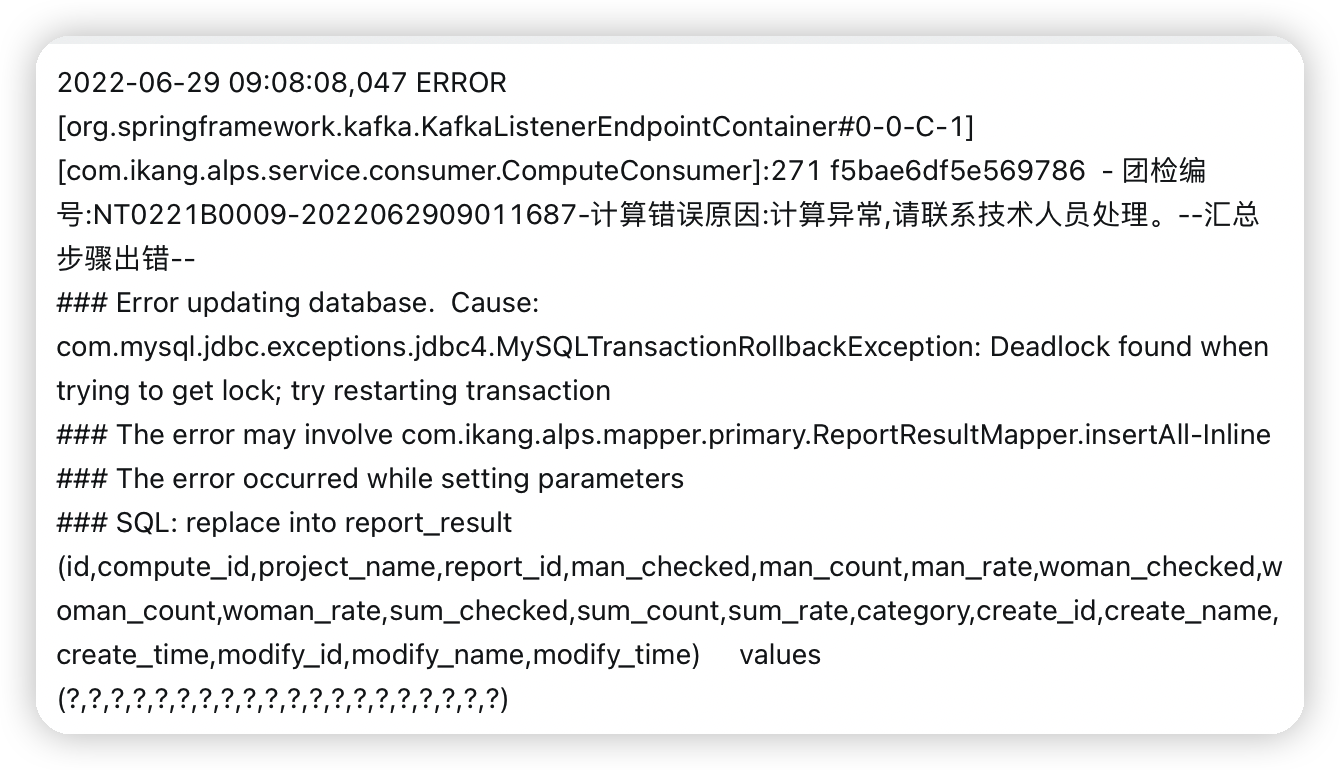 2022-06-29 09:08:08,047 ERROR
[org.springframework.kafka.KafkaListenerEndpointContainer#0-0-C-1]
[com.ikang.alps.service.consumer.ComputeConsumer]:271 f5bae6df5e569786  - 团检编
号:NT0221B0009-2022062909011687-计算错误原因:计算异常,请联系技术人员处理。--汇总
步骤出错--
### Error updating database.  Cause:
com.mysql.jdbc.exceptions.jdbc4.MySQLTransactionRollbackException: Deadlock found when
trying to get lock; try restarting transaction
### The error may involve com.ikang.alps.mapper.primary.ReportResultMapper.insertAll-Inline
### The error occurred while setting parameters
### SQL: replace into report_result
(id,compute_id,project_name,report_id,man_checked,man_count,man_rate,woman_checked,w
oman_count,woman_rate,sum_checked,sum_count,sum_rate,category,create_id,create_name,
create_time,modify_id,modify_name,modify_time)     values
(?,?,?,?,?,?,?,?,?,?,?,?,?,?,?,?,?,?,?,?)